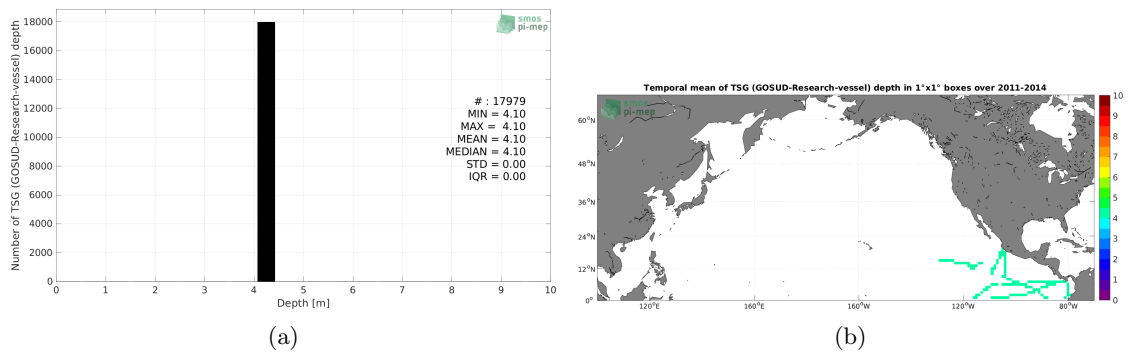 18000
16000
14000
12000
10000
8000
6000
4000
2000
0
Number of TSG (GOSUD-Research-vessel) depth
smos
pi-mep
# : 17979
MIN = 4.10
MAX = 4.10
MEAN = 4.10
MEDIAN = 4.10
STD = 0.00
IQR = 0.00
0 1 2 3 4 5 6 7 8 9 10
Depth [m]
(a)
Temporal mean of TSG (GOSUD-Research-vessel) depth in 1°x1° boxes over 2011-2014
smos
pi-mep
60°N
48°N
36°N
24°N
12°N
0°
120°E 160°E 160°W 120°W 80°W
10
9
8
7
6
5
4
3
2
1
0
(b)